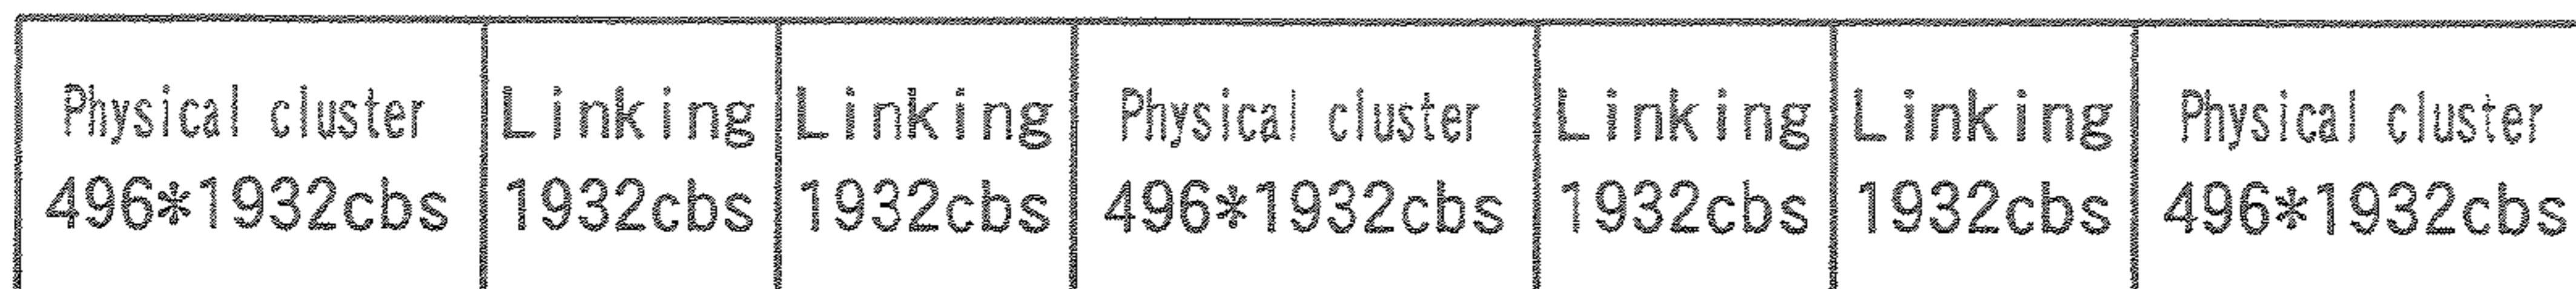 Physical cluster Linking Linking Physical cluster Linking Linking Physical cluster
496*1932cbs 1932cbs 1932cbs 496*1932cbs 1932cbs 1932cbs 496*1932cbs